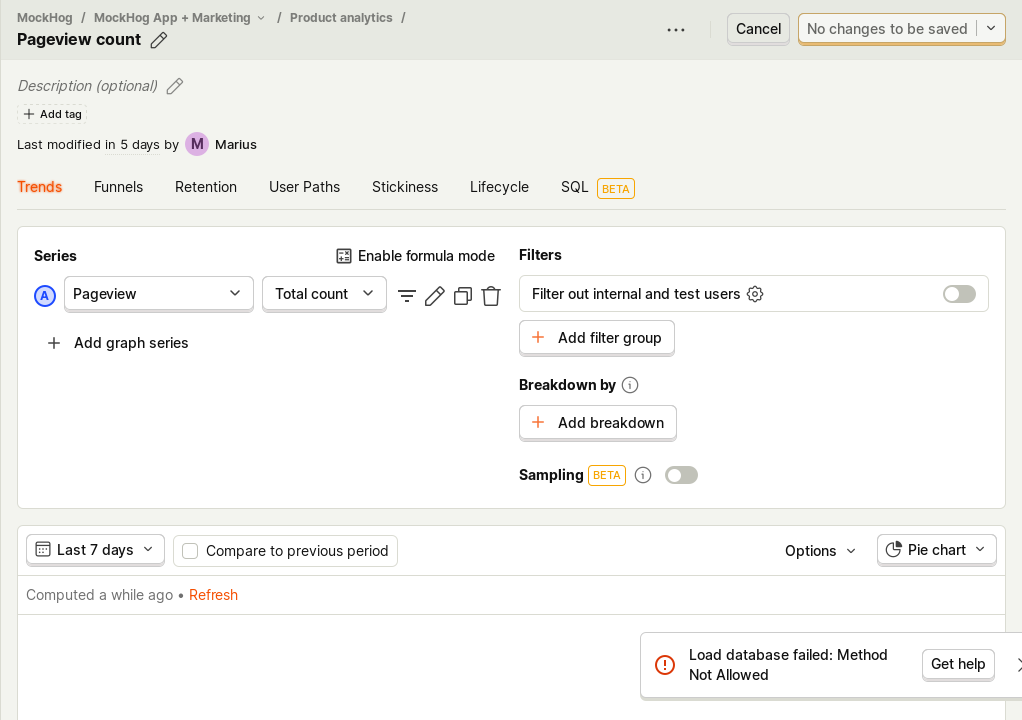 MockHog / MockHog App + Marketing / Product analytics /
Pageview count
Cancel
No changes to be saved
Description (optional)
Add tag
Last modified in 5 days by M Marius
Trends Funnels Retention User Paths Stickiness Lifecycle SQL BETA
Series Enable formula mode
A Pageview Total count
Add graph series
Filters
Filter out internal and test users
Add filter group
Breakdown by
Add breakdown
Sampling BETA
Last 7 days Compare to previous period Options Pie chart
Computed a while ago • Refresh
Load database failed: Method
Not Allowed
Get help